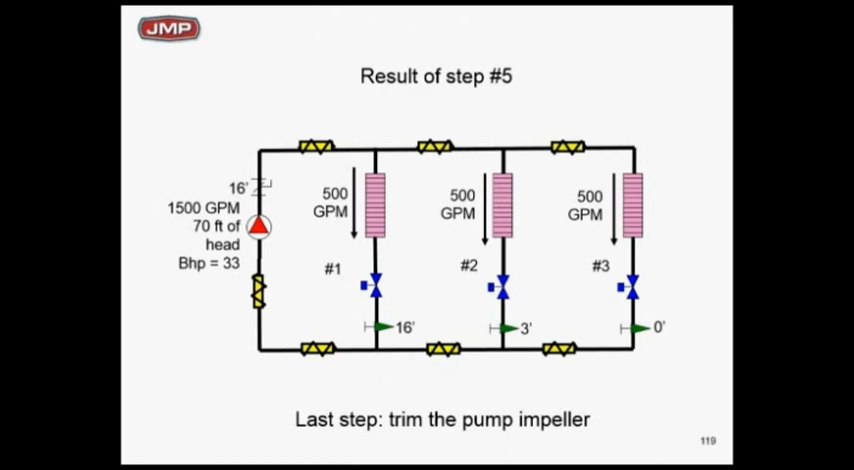 JMP
Result of step #5
16'
1500 GPM
70 ft of
head
Bhp = 33
500
GPM
#1
16'
500
GPM
#2
3'
500
GPM
#3
0'
Last step: trim the pump impeller
119